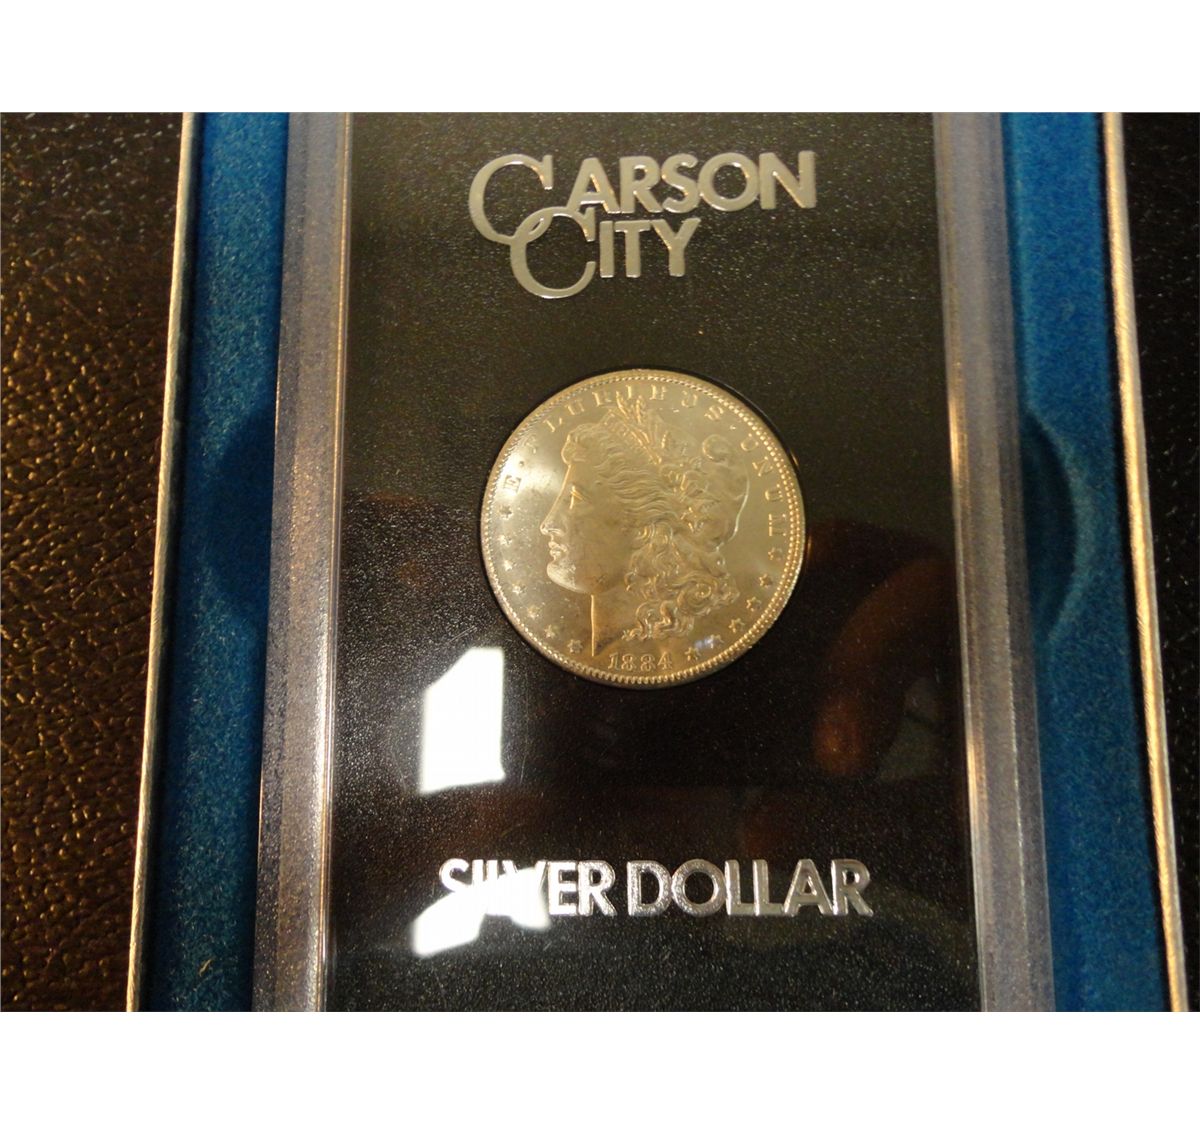 CARSON
CITY
E · PLURIBUS · UNUM
1884
SILVER DOLLAR